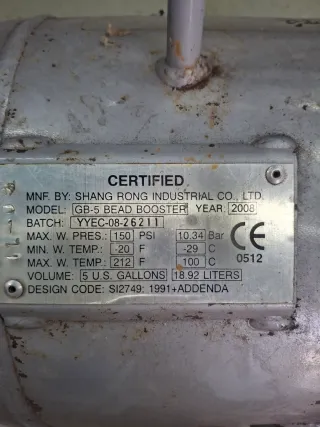 CERTIFIED
MNF. BY: SHANG RONG INDUSTRIAL CO., LTD.
MODEL: GB-5 BEAD BOOSTER YEAR: 2008
BATCH: YYEC-08-26211
MAX. W. PRES.: 150 PSI 10.34 Bar
MIN. W. TEMP.: -20 F -29 C
MAX. W. TEMP.: 212 F 100 C
CE 0512
VOLUME: 5 U.S. GALLONS 18.92 LITERS
DESIGN CODE: SI2749: 1991+ADDENDA